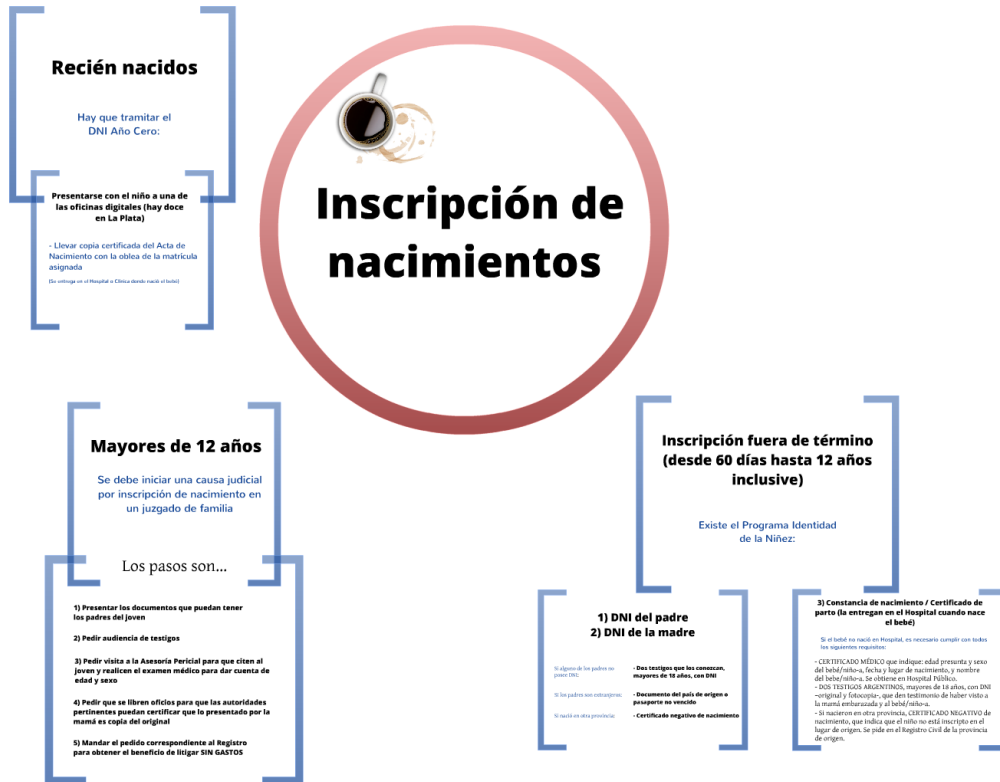 Recién nacidos
Hay que tramitar el
DNI Año Cero:
Presentarse con el niño a una de
las oficinas digitales (hay doce
en La Plata)
- Llevar copia certificada del Acta de
Nacimiento con la oblea de la matrícula
asignada
(Se entrega en el Hospital o Clínica donde nació el bebé)
Inscripción de
nacimientos
Mayores de 12 años
Se debe iniciar una causa judicial
por inscripción de nacimiento en
un juzgado de familia
Los pasos son...
1) Presentar los documentos que puedan tener
los padres del joven
2) Pedir audiencia de testigos
3) Pedir visita a la Asesoría Pericial para que citen al
joven y realicen el examen médico para dar cuenta de
edad y sexo
4) Pedir que se libren oficios para que las autoridades
pertinentes puedan certificar que lo presentado por la
mamá es copia del original
5) Mandar el pedido correspondiente al Registro
para obtener el beneficio de litigar SIN GASTOS
Inscripción fuera de término
(desde 60 días hasta 12 años
inclusive)
Existe el Programa Identidad
de la Niñez:
1) DNI del padre
2) DNI de la madre
Si alguno de los padres no
posee DNI:
- Dos testigos que los conozcan,
mayores de 18 años, con DNI
Si los padres son extranjeros:
- Documento del país de origen o
pasaporte no vencido
Si nació en otra provincia:
- Certificado negativo de nacimiento
3) Constancia de nacimiento / Certificado de
parto (la entregan en el Hospital cuando nace
el bebé)
Si el bebé no nació en Hospital, es necesario cumplir con todos
los siguientes requisitos:
- CERTIFICADO MÉDICO que indique: edad presunta y sexo
del bebé/niño-a, fecha y lugar de nacimiento, y nombre
del bebé/niño-a. Se obtiene en Hospital Público.
- DOS TESTIGOS ARGENTINOS, mayores de 18 años, con DNI
–original y fotocopia-, que den testimonio de haber visto a
la mamá embarazada y al bebé/niño-a.
- Si nacieron en otra provincia, CERTIFICADO NEGATIVO de
nacimiento, que indica que el niño no está inscripto en el
lugar de origen. Se pide en el Registro Civil de la provincia
de origen.